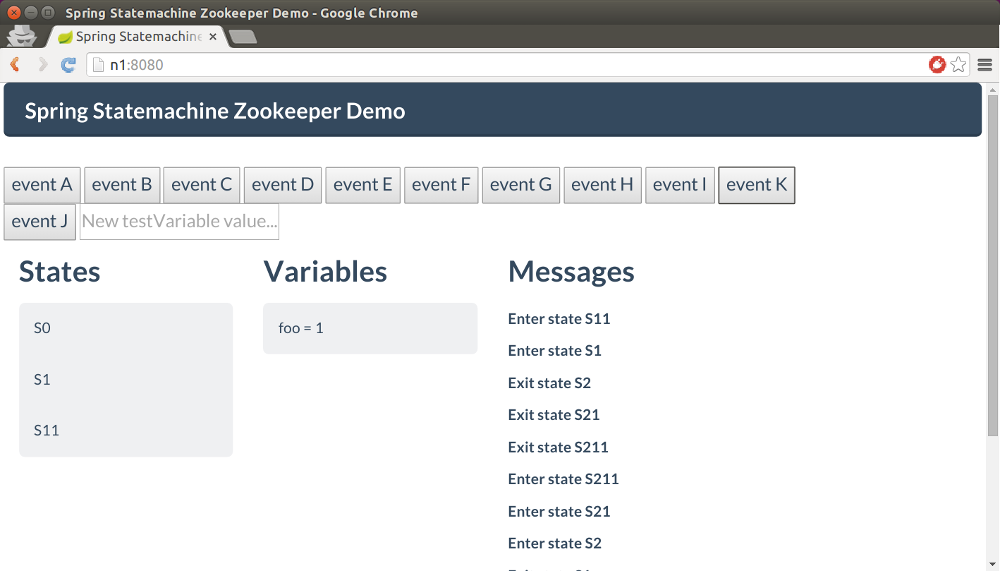 Spring Statemachine Zookeeper Demo - Google Chrome
Spring Statemachine
n1:8080
Spring Statemachine Zookeeper Demo
event A event B event C event D event E event F event G event H event I event K
event J New testVariable value...
States Variables Messages
S0
S1
S11
foo = 1
Enter state S11
Enter state S1
Exit state S2
Exit state S21
Exit state S211
Enter state S211
Enter state S21
Enter state S2